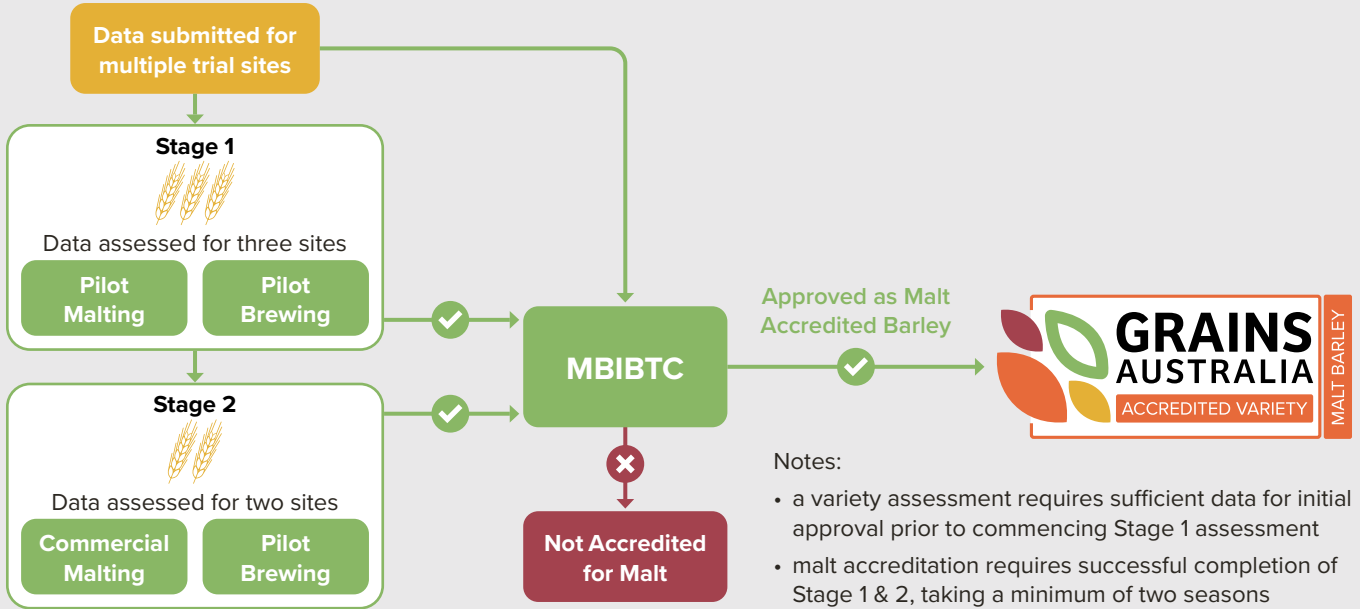 Data submitted for
multiple trial sites
Stage 1
Data assessed for three sites
Pilot
Malting
Pilot
Brewing
Stage 2
Data assessed for two sites
Commercial
Malting
Pilot
Brewing
MBIBTC
Not Accredited
for Malt
Approved as Malt
Accredited Barley
GRAINS
AUSTRALIA
ACCREDITED VARIETY
MALT BARLEY
Notes:
• a variety assessment requires sufficient data for initial
approval prior to commencing Stage 1 assessment
• malt accreditation requires successful completion of
Stage 1 & 2, taking a minimum of two seasons